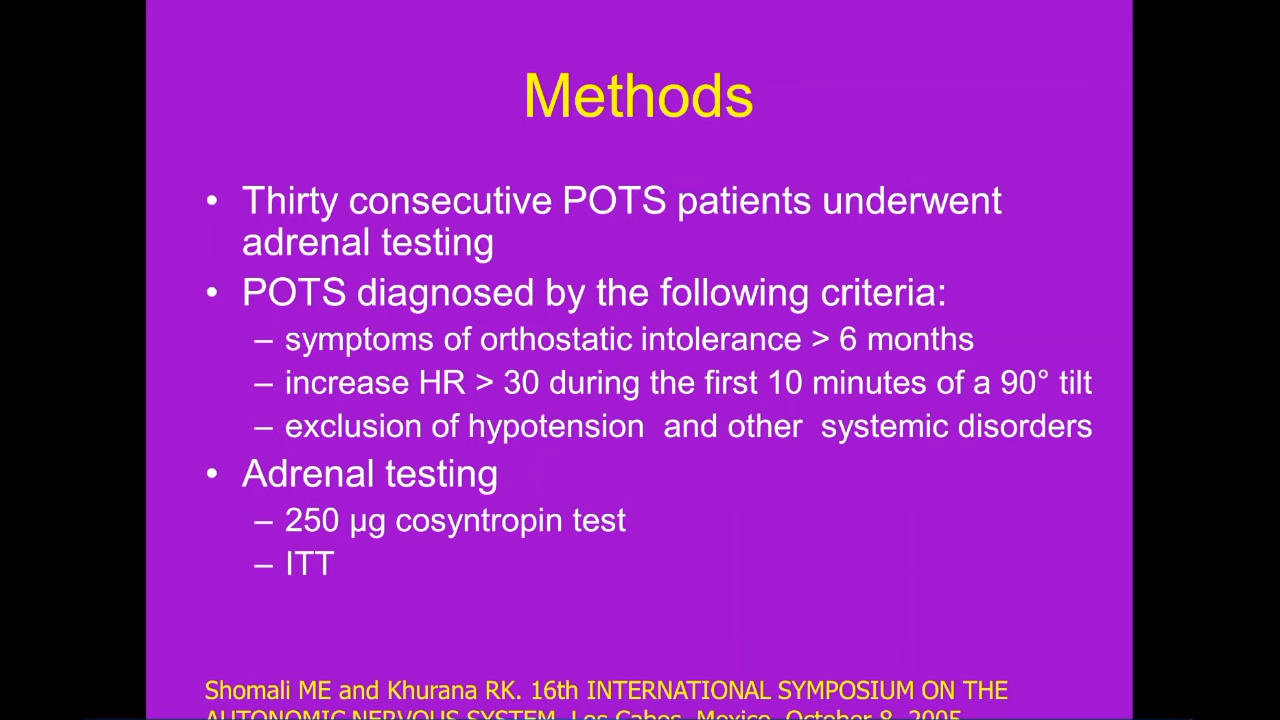 Methods
• Thirty consecutive POTS patients underwent
adrenal testing
• POTS diagnosed by the following criteria:
– symptoms of orthostatic intolerance > 6 months
– increase HR > 30 during the first 10 minutes of a 90° tilt
– exclusion of hypotension and other systemic disorders
• Adrenal testing
– 250 µg cosyntropin test
– ITT
Shomali ME and Khurana RK. 16th INTERNATIONAL SYMPOSIUM ON THE
AUTONOMIC NERVOUS SYSTEM, Los Cabos, Mexico, October 8, 2005